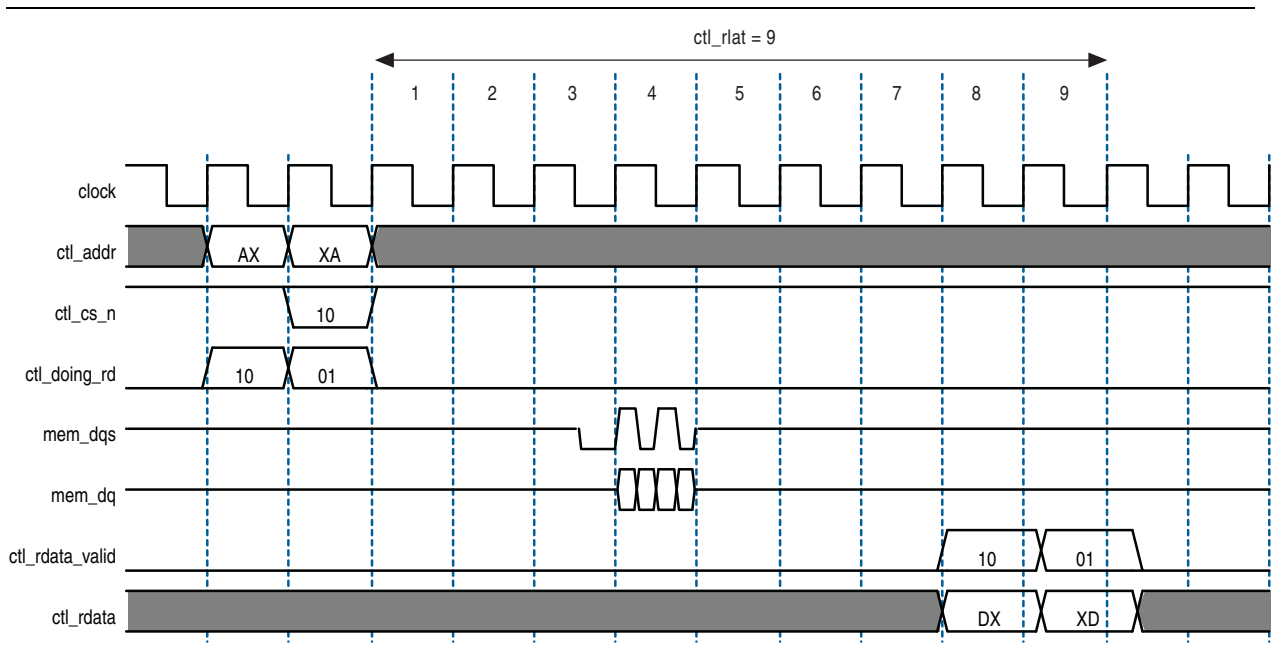 ctl_rlat = 9
1 2 3 4 5 6 7 8 9
clock
ctl_addr AX XA
ctl_cs_n 10
ctl_doing_rd 10 01
mem_dqs
mem_dq
ctl_rdata_valid 10 01
ctl_rdata DX XD